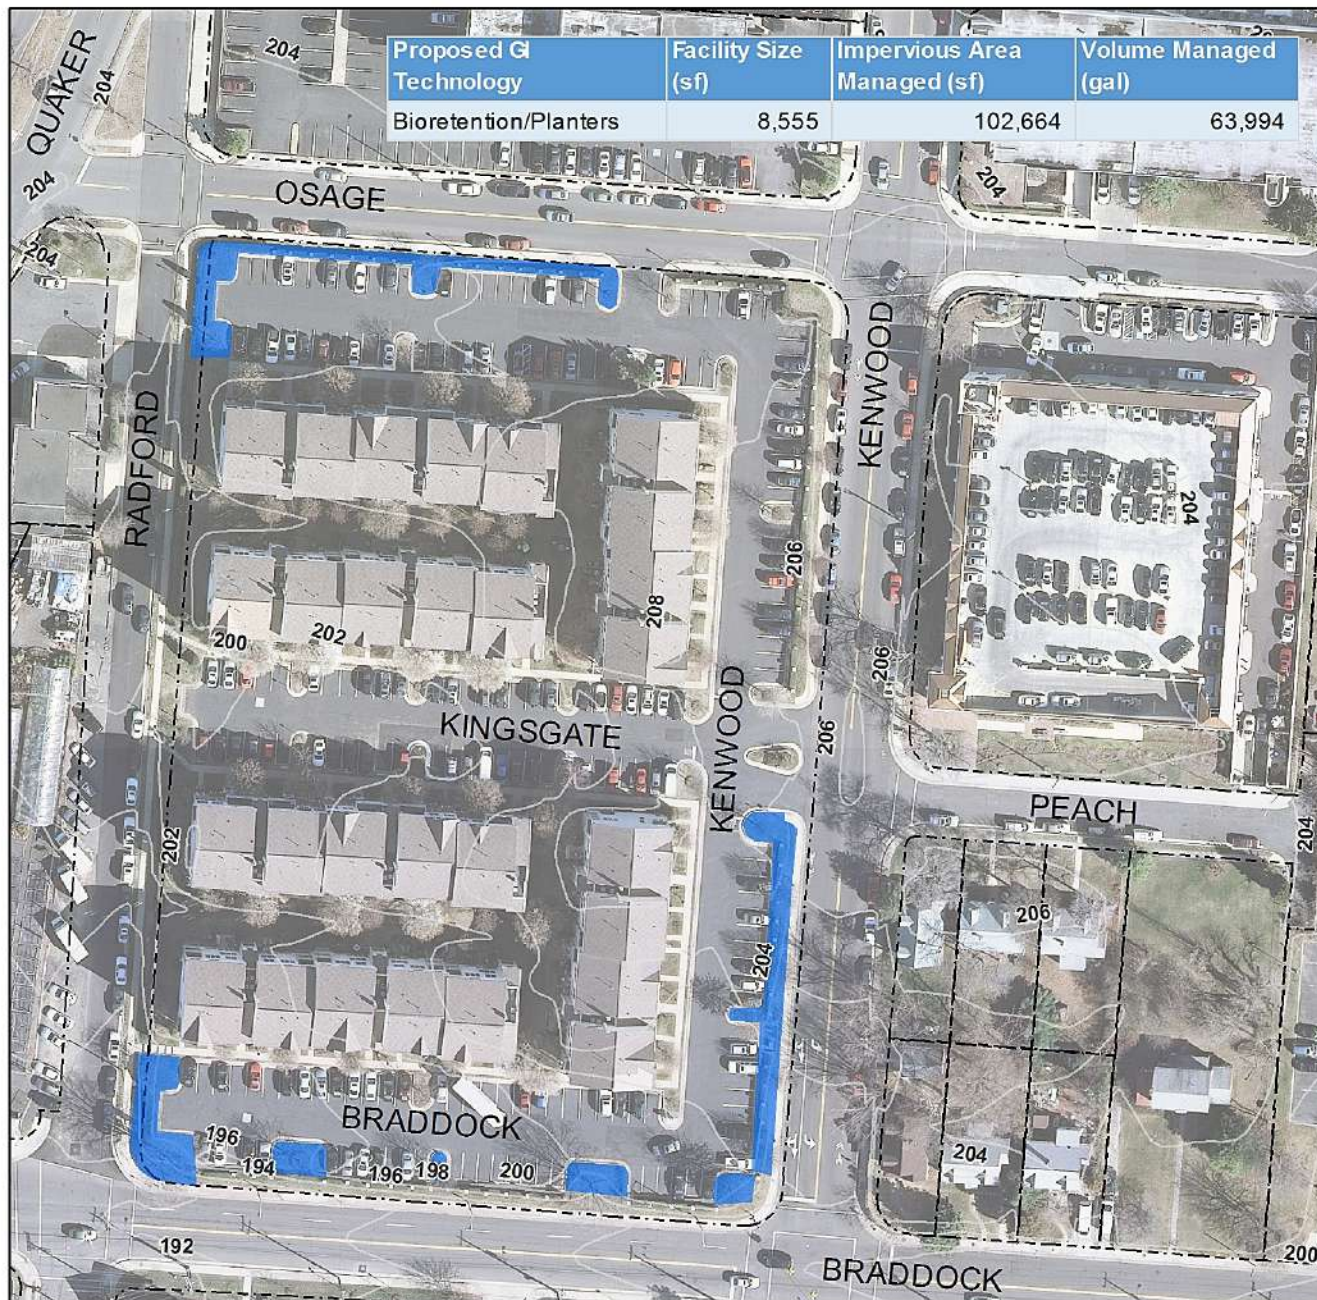 Proposed GI Technology
Facility Size (sf)
Impervious Area Managed (sf)
Volume Managed (gal)
Bioretention/Planters
8,555
102,664
63,994
QUAKER
204
204
204
204
OSAGE
204
KENWOOD
RADFORD
204
206
208
200
202
206
KINGSGATE
KENWOOD
206
PEACH
202
204
206
204
BRADDOCK
196
194
196
198
200
204
192
200
BRADDOCK